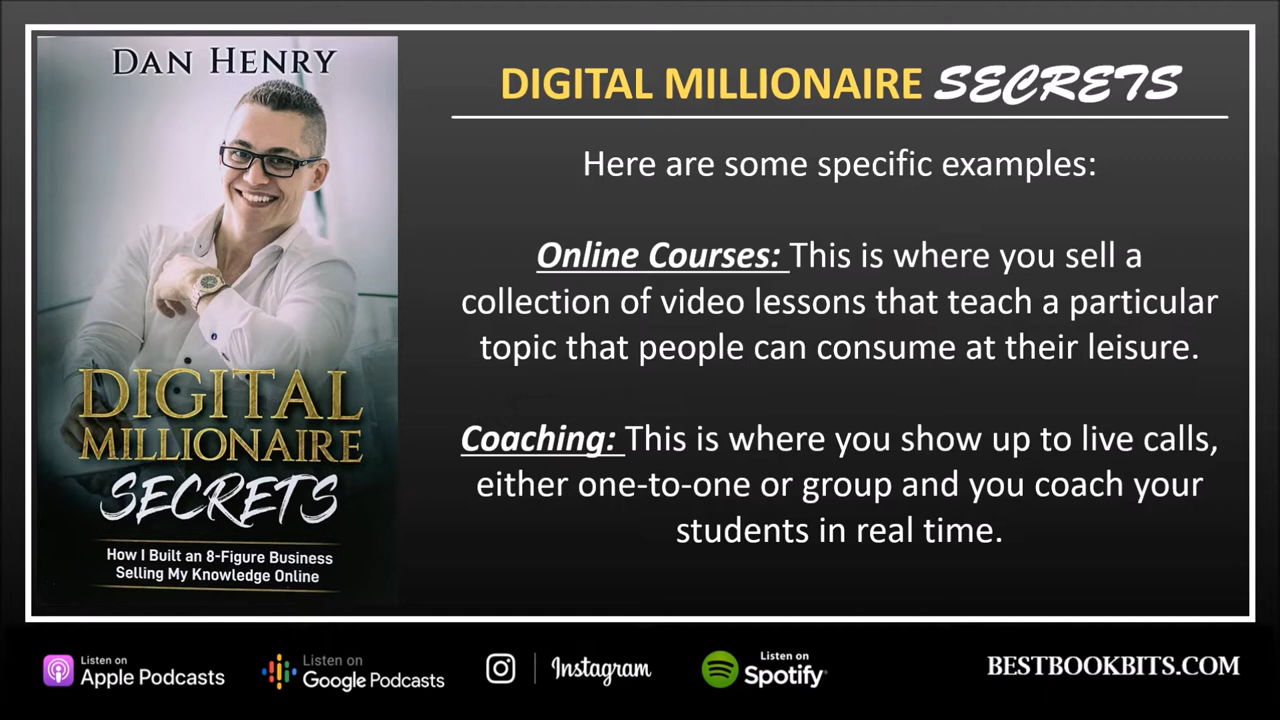 DAN HENRY
DIGITAL
MILLIONAIRE
SECRETS
How I Built an 8-Figure Business
Selling My Knowledge Online
DIGITAL MILLIONAIRE SECRETS
Here are some specific examples:
Online Courses: This is where you sell a
collection of video lessons that teach a particular
topic that people can consume at their leisure.
Coaching: This is where you show up to live calls,
either one-to-one or group and you coach your
students in real time.
Listen on
Apple Podcasts
Listen on
Google Podcasts
Instagram
Listen on
Spotify
BESTBOOKBITS.COM